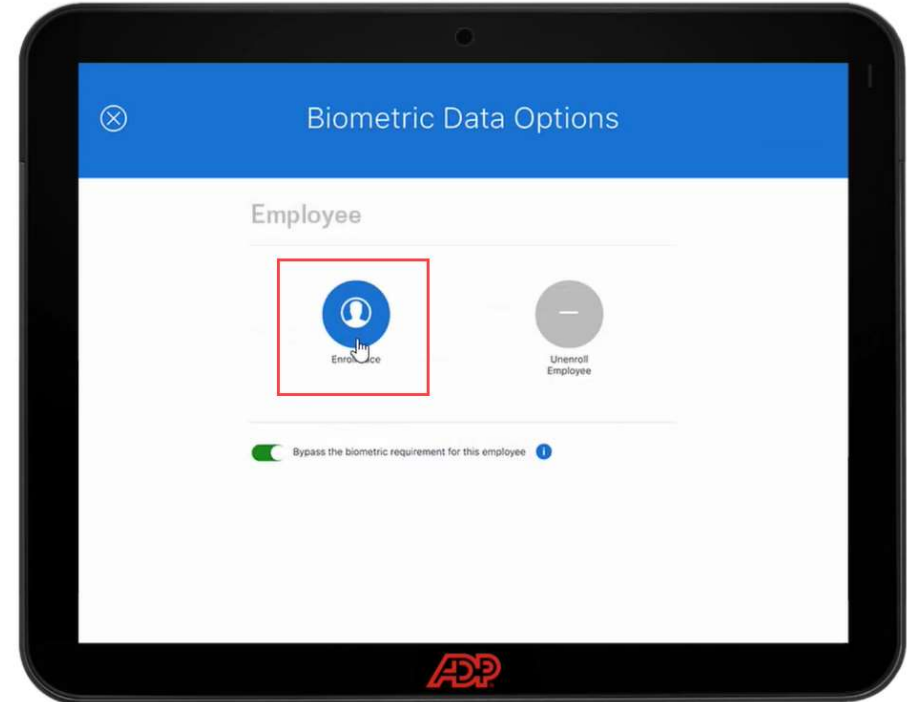 Biometric Data Options
Employee
Unenroll
Employee
Bypass the biometric requirement for this employee
ADP